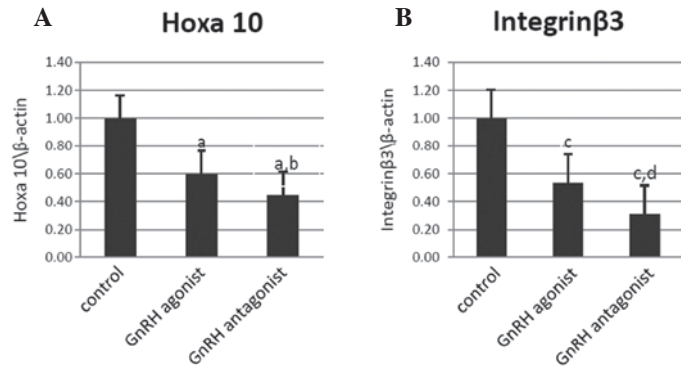 A
Hoxa 10
Hoxa 10\β-actin
1.40
1.20
1.00
0.80
0.60
0.40
0.20
0.00
a
a,b
control
GnRH agonist
GnRH antagonist
B
Integrinβ3
Integrinβ3\β-actin
1.40
1.20
1.00
0.80
0.60
0.40
0.20
0.00
c
c,d
control
GnRH agonist
GnRH antagonist